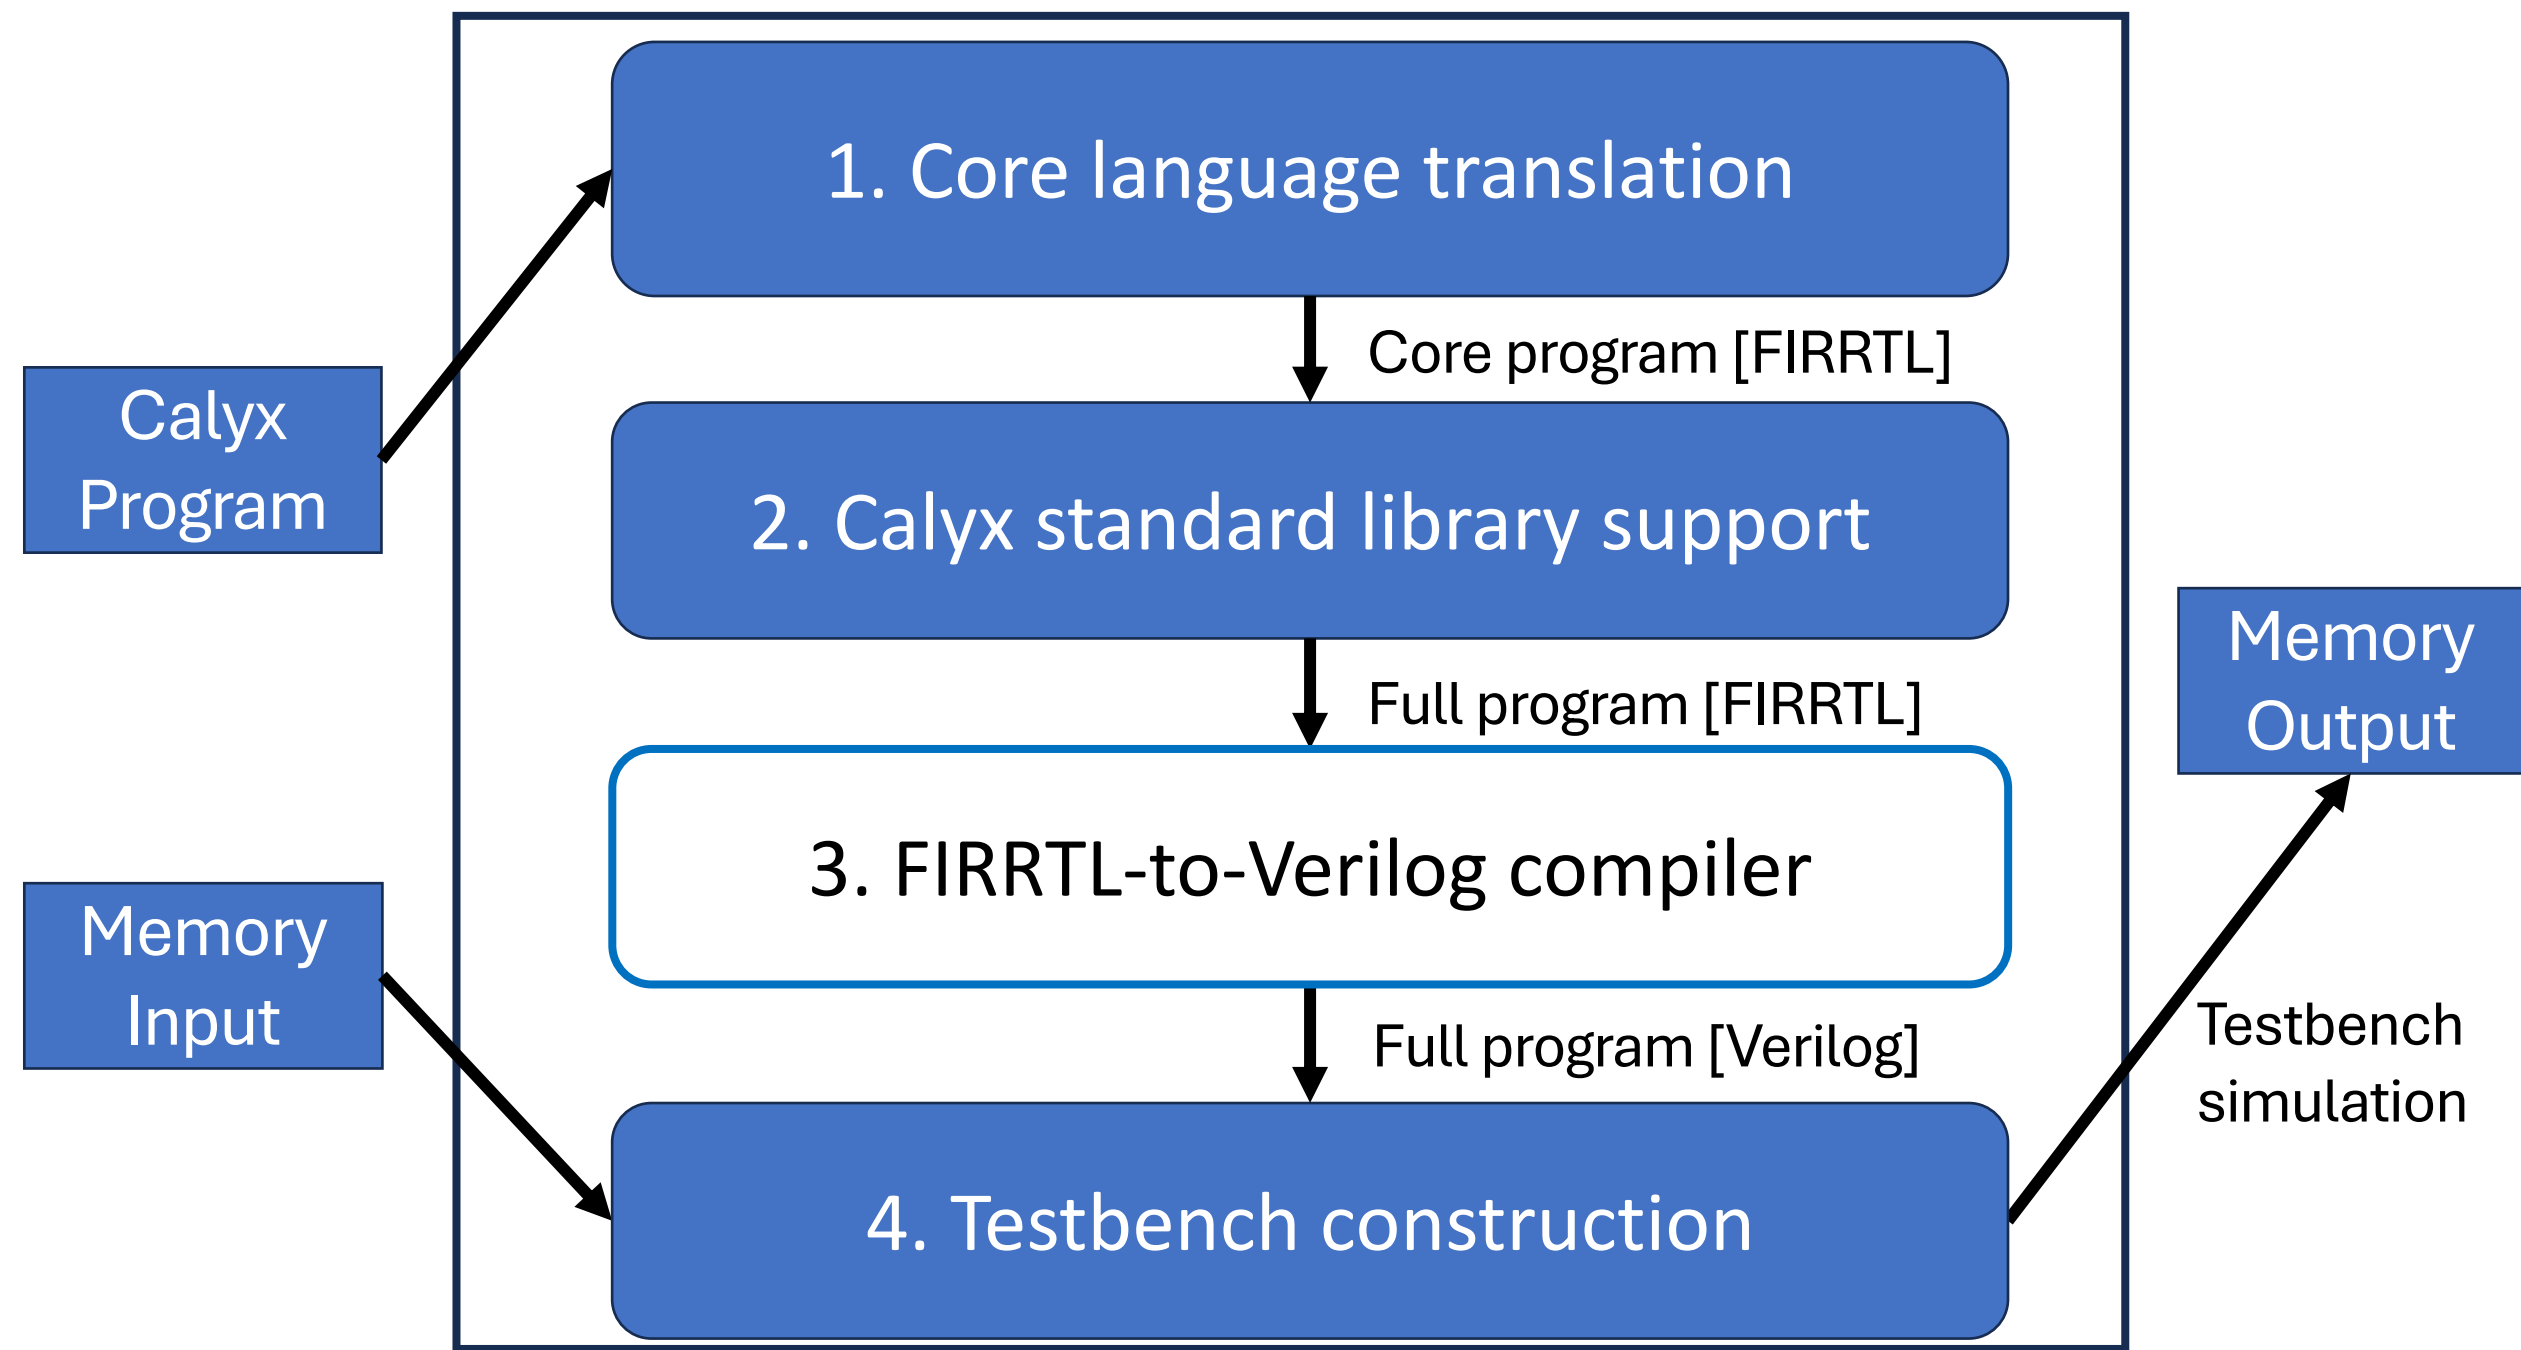 1. Core language translation
Core program [FIRRTL]
Calyx
Program
2. Calyx standard library support
Full program [FIRRTL]
Memory
Output
3. FIRRTL-to-Verilog compiler
Memory
Input
Full program [Verilog]
Testbench
simulation
4. Testbench construction